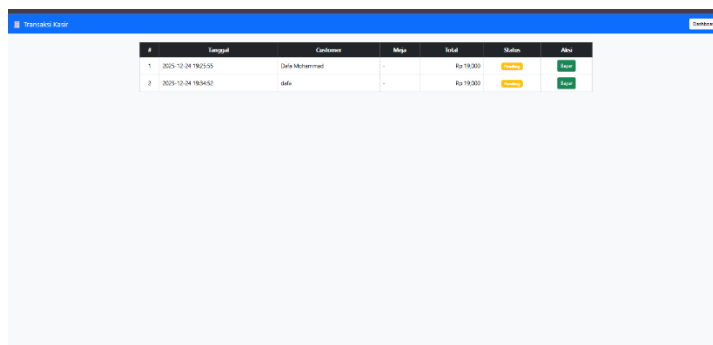 Transaksi Kasir
Dashboard
# Tanggal Customer Meja Total Status Aksi
1 2025-12-24 19:25:55 Dafa Mohammad - Rp 19,000 Pending Bayar
2 2025-12-24 19:34:52 dafa - Rp 19,000 Pending Bayar